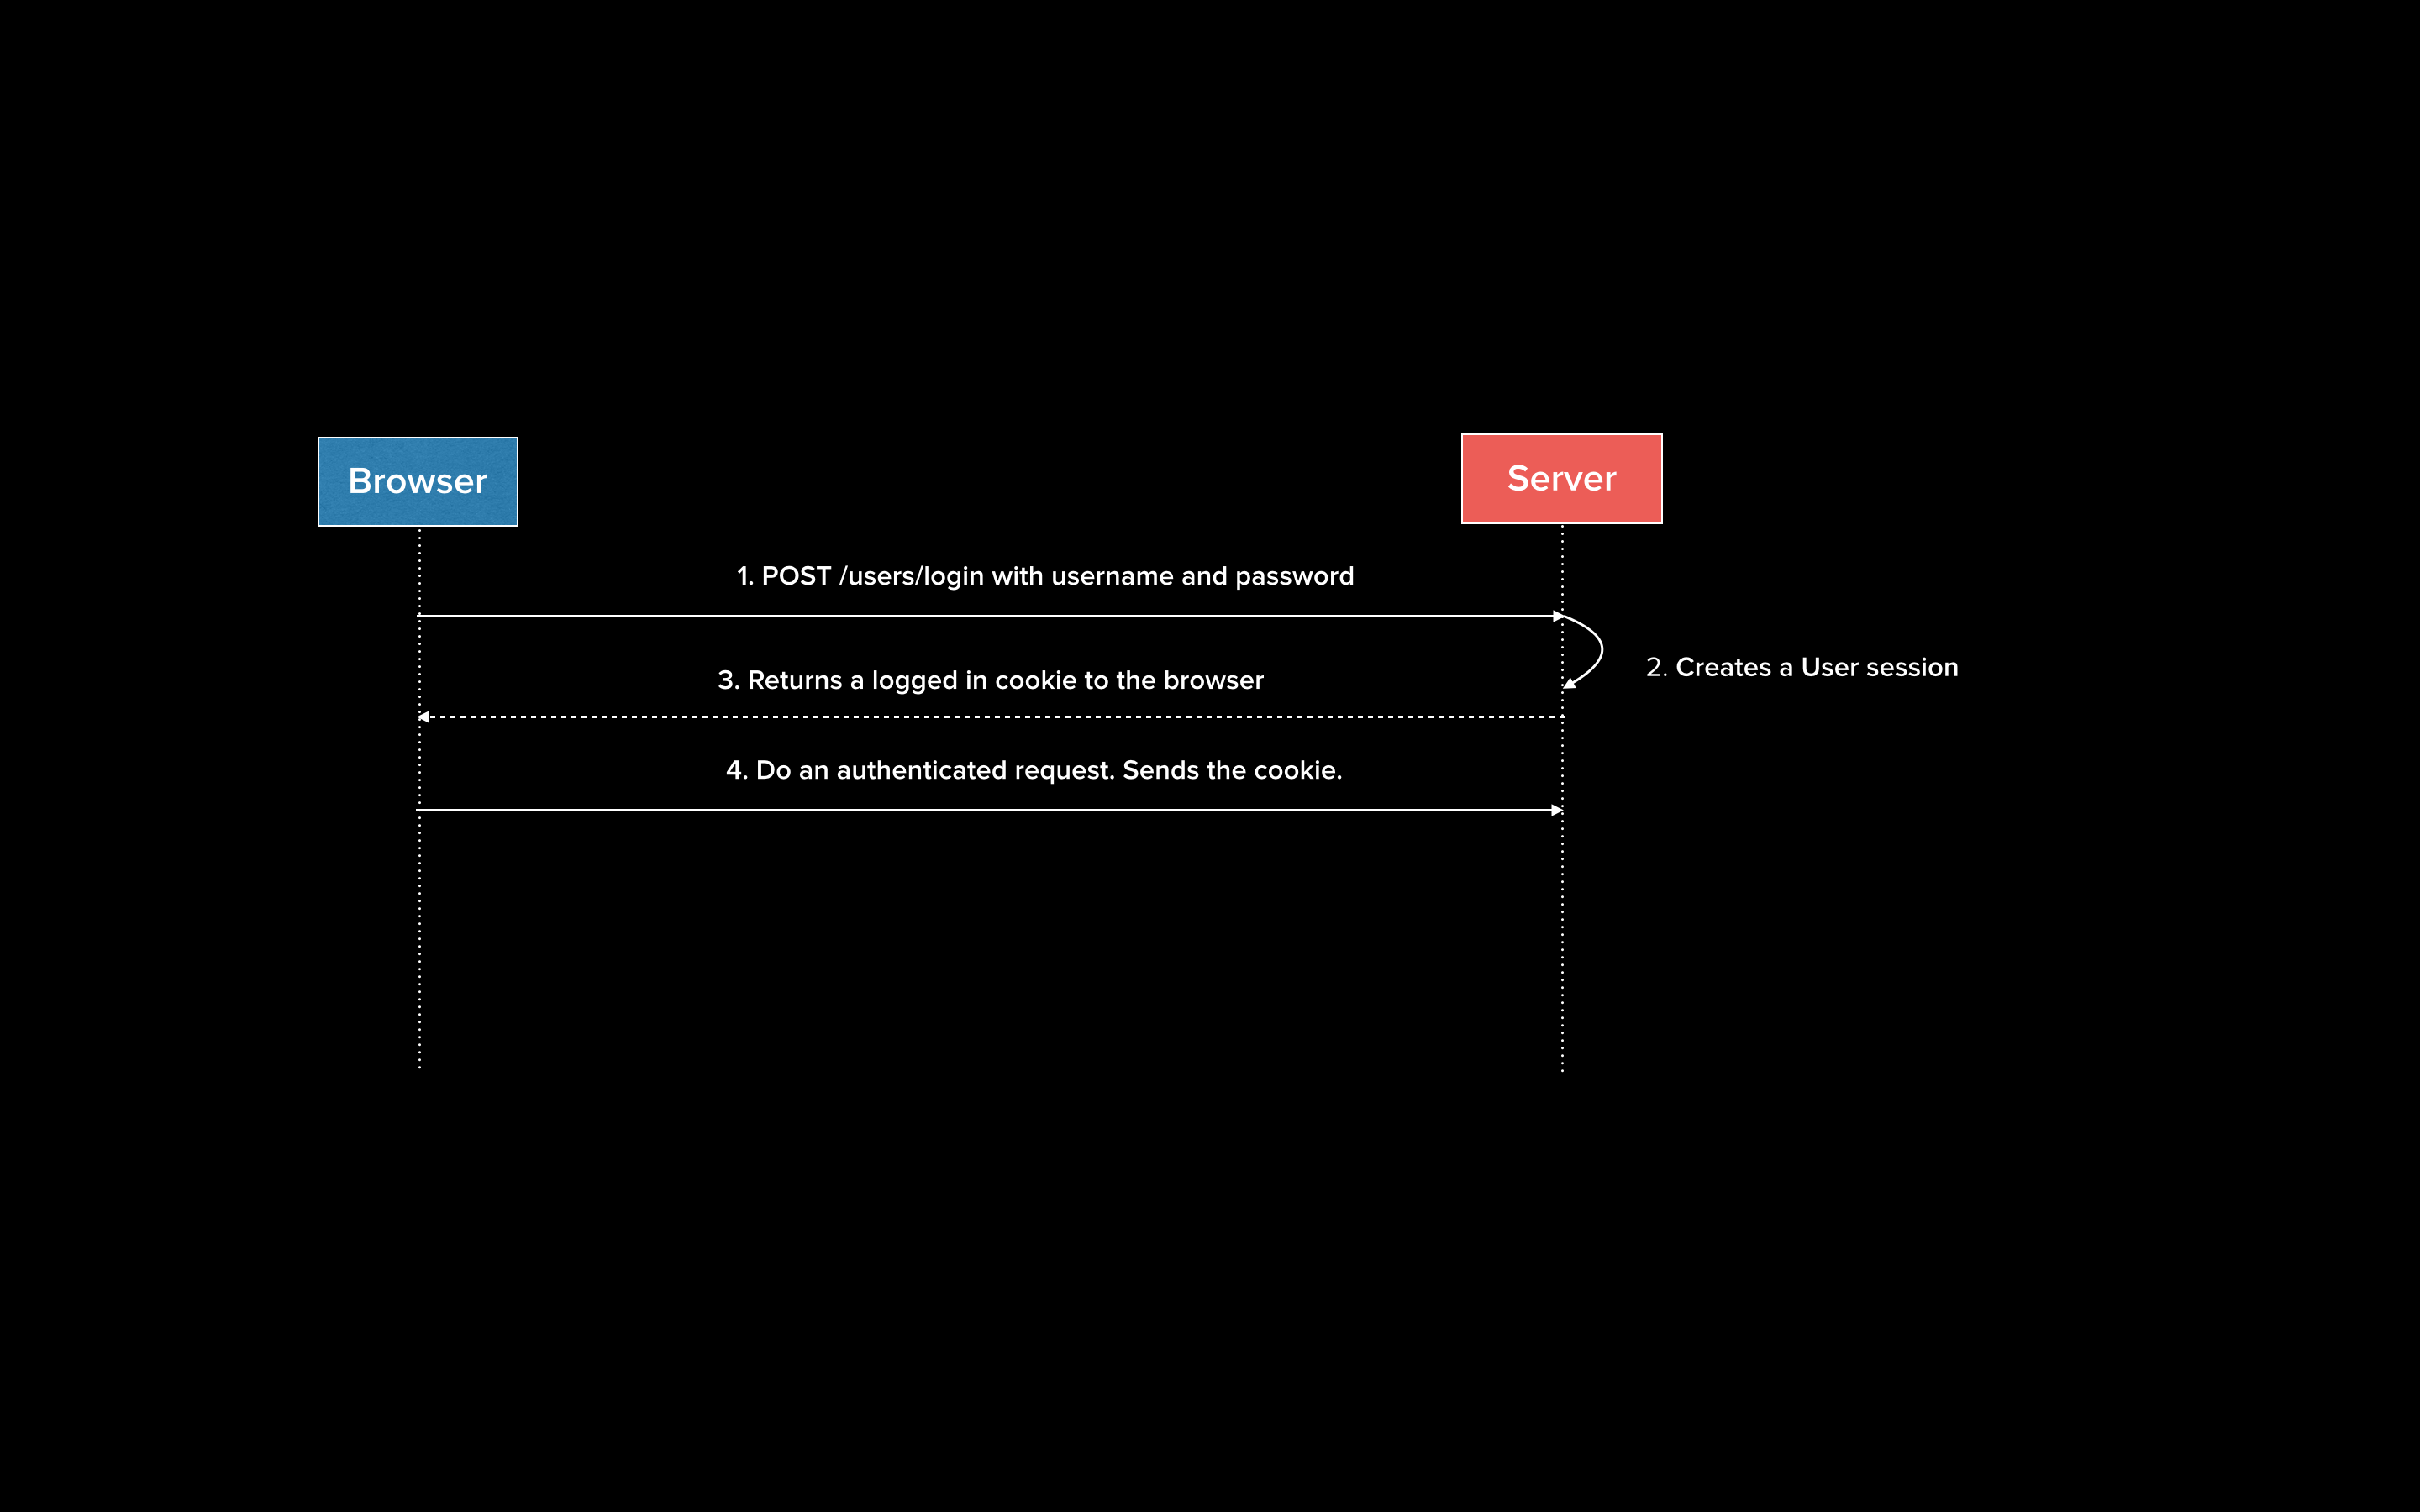 Browser
Server
1. POST /users/login with username and password
2. Creates a User session
3. Returns a logged in cookie to the browser
4. Do an authenticated request. Sends the cookie.